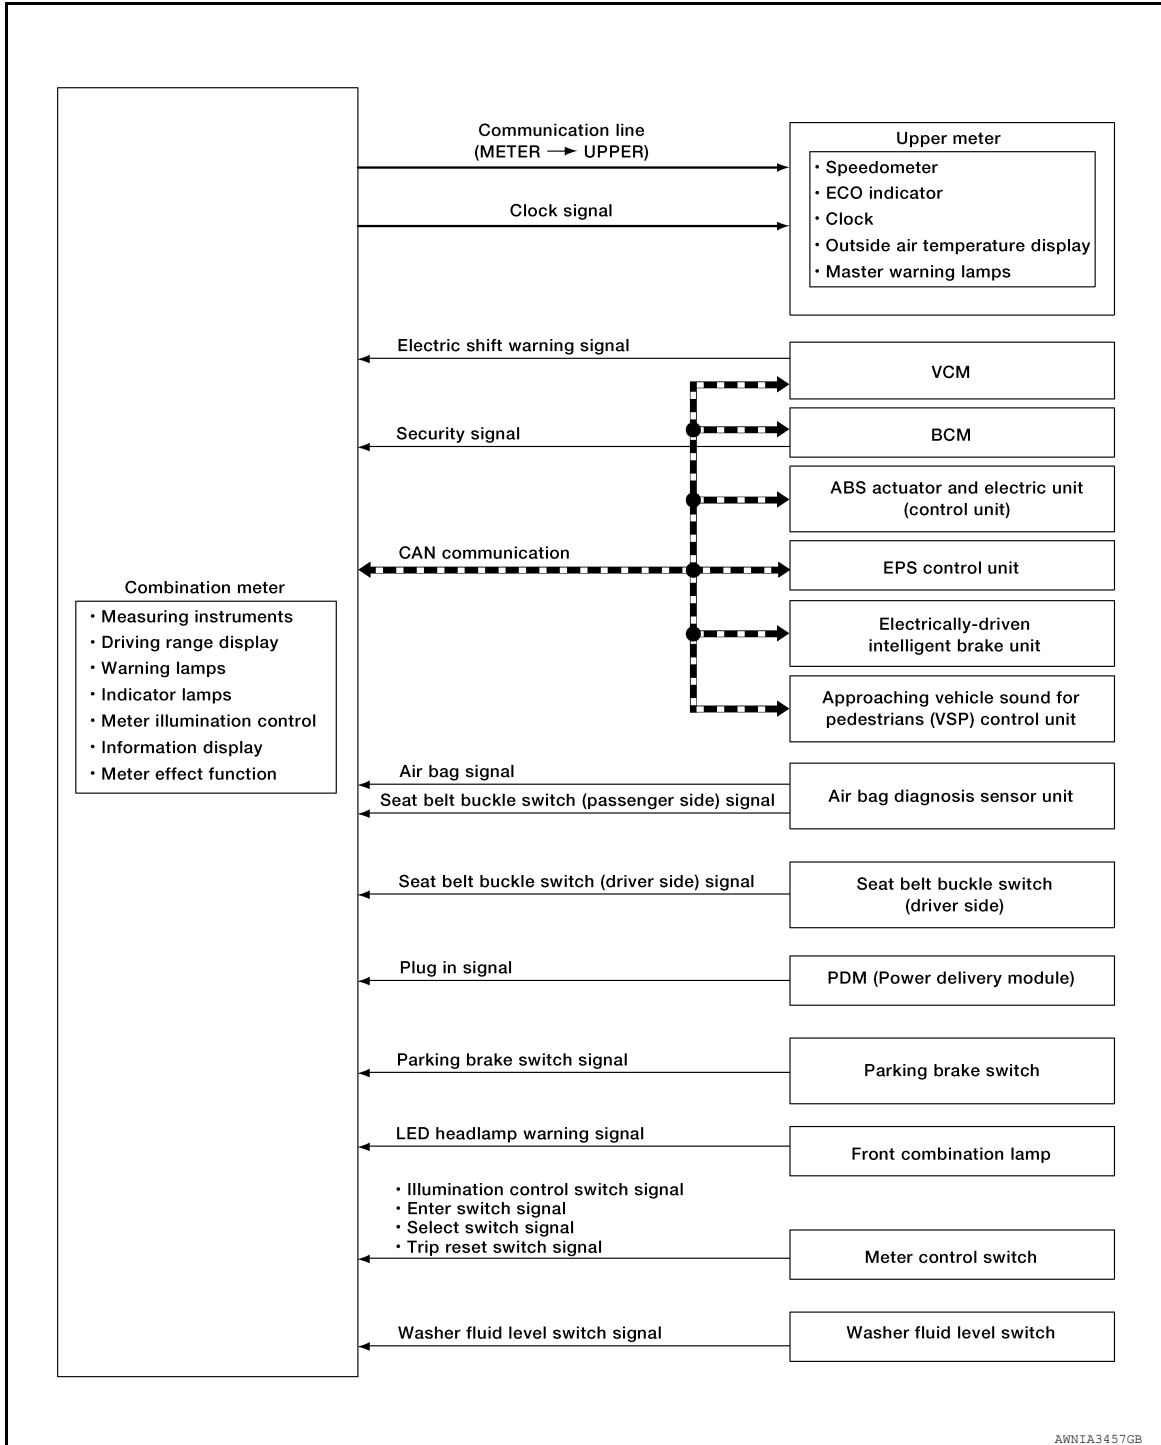 Communication line
(METER → UPPER)
Clock signal
Upper meter
・Speedometer
・ECO indicator
・Clock
・Outside air temperature display
・Master warning lamps
Electric shift warning signal
VCM
Security signal
BCM
ABS actuator and electric unit
(control unit)
CAN communication
EPS control unit
Combination meter
・Measuring instruments
・Driving range display
・Warning lamps
・Indicator lamps
・Meter illumination control
・Information display
・Meter effect function
Electrically-driven
intelligent brake unit
Approaching vehicle sound for
pedestrians (VSP) control unit
Air bag signal
Seat belt buckle switch (passenger side) signal
Air bag diagnosis sensor unit
Seat belt buckle switch (driver side) signal
Seat belt buckle switch
(driver side)
Plug in signal
PDM (Power delivery module)
Parking brake switch signal
Parking brake switch
LED headlamp warning signal
Front combination lamp
・Illumination control switch signal
・Enter switch signal
・Select switch signal
・Trip reset switch signal
Meter control switch
Washer fluid level switch signal
Washer fluid level switch
AWNIA3457GB